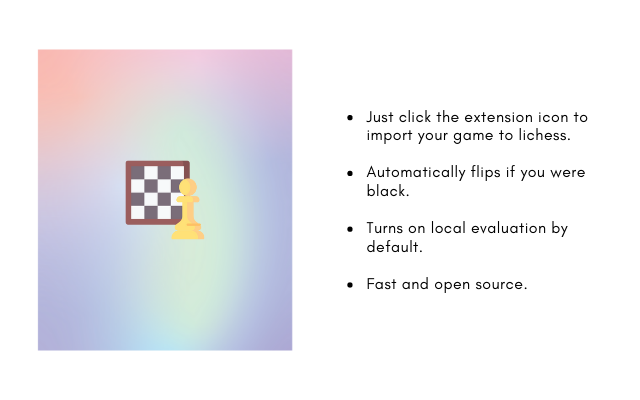 • Just click the extension icon to
import your game to lichess.
• Automatically flips if you were
black.
• Turns on local evaluation by
default.
• Fast and open source.